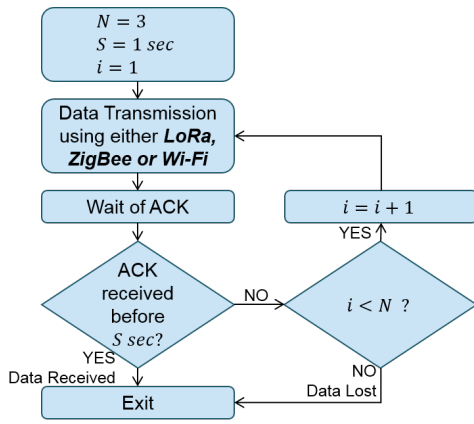 N = 3
S = 1 sec
i = 1
Data Transmission
using either LoRa,
ZigBee or Wi-Fi
Wait of ACK
i = i + 1
YES
ACK
received
before
S sec?
NO
i < N ?
YES
Data Received
NO
Data Lost
Exit